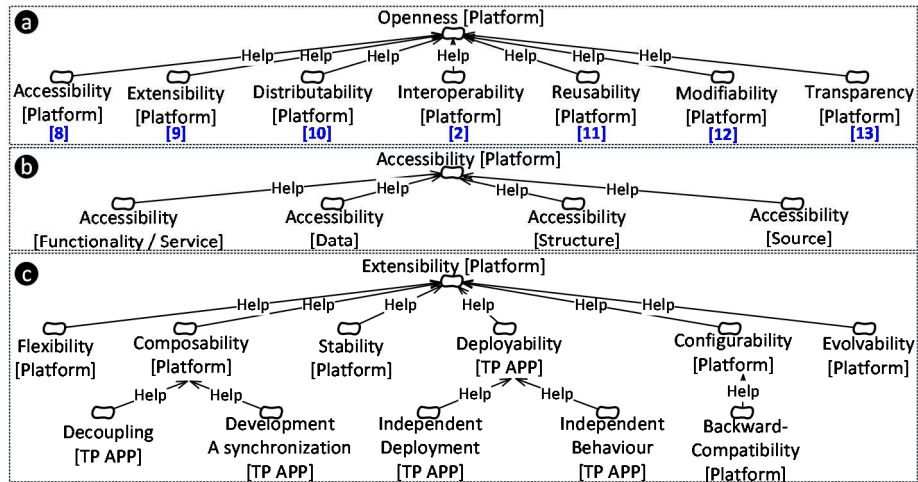 a
Openness [Platform]
Help Help Help Help Help Help Help
Accessibility Extensibility Distributability Interoperability Reusability Modifiability Transparency
[Platform] [Platform] [Platform] [Platform] [Platform] [Platform] [Platform]
[8] [9] [10] [2] [11] [12] [13]
b
Accessibility [Platform]
Help Help Help Help
Accessibility Accessibility Accessibility Accessibility
[Functionality / Service] [Data] [Structure] [Source]
c
Extensibility [Platform]
Help Help Help Help Help Help
Flexibility Composability Stability Deployability Configurability Evolvability
[Platform] [Platform] [Platform] [TP APP] [Platform] [Platform]
Help Help Help Help Help
Decoupling Development Independent Independent Backward-
[TP APP] A synchronization Deployment Behaviour Compatibility
[TP APP] [TP APP] [TP APP] [Platform]